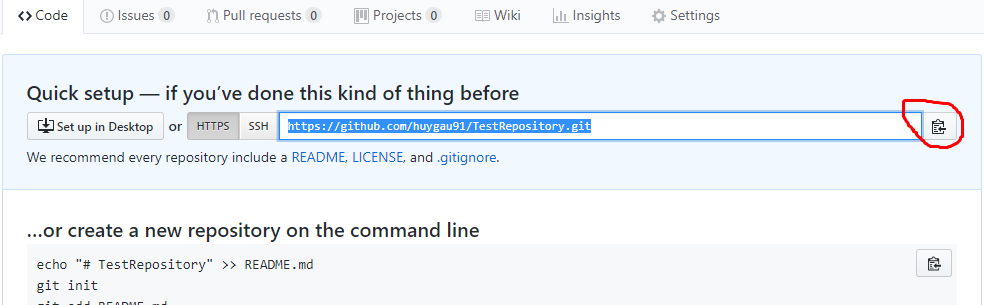 Code Issues 0 Pull requests 0 Projects 0 Wiki Insights Settings
Quick setup — if you’ve done this kind of thing before
Set up in Desktop or HTTPS SSH https://github.com/huygau91/TestRepository.git
We recommend every repository include a README, LICENSE, and .gitignore.
…or create a new repository on the command line
echo "# TestRepository" >> README.md
git init
git add README.md